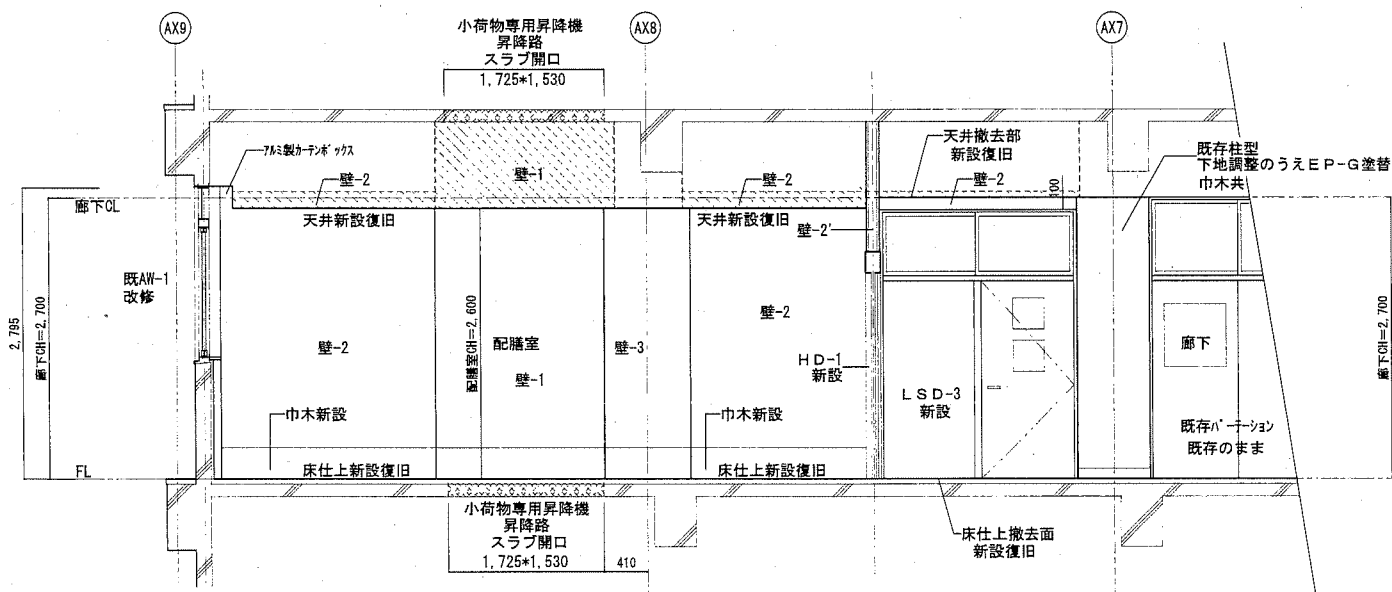 AX9
小荷物専用昇降機
昇降路
スラブ開口
1,725*1,530
AX8
AX7
アルミ製カーテンボックス
壁-2
壁-1
壁-2
天井撤去部
新設復旧
壁-2
100
既存柱型
下地調整のうえEP-G塗替
巾木共
廊下CL
天井新設復旧
天井新設復旧
壁-2'
既AW-1
改修
2,795
廊下CH=2,700
壁-2
配膳室CH=2,600
配膳室
壁-1
壁-3
壁-2
HD-1
新設
LSD-3
新設
廊下
廊下CH=2,700
既存パーテーション
既存のまま
巾木新設
巾木新設
FL
床仕上新設復旧
床仕上新設復旧
小荷物専用昇降機
昇降路
スラブ開口
1,725*1,530
410
床仕上撤去面
新設復旧